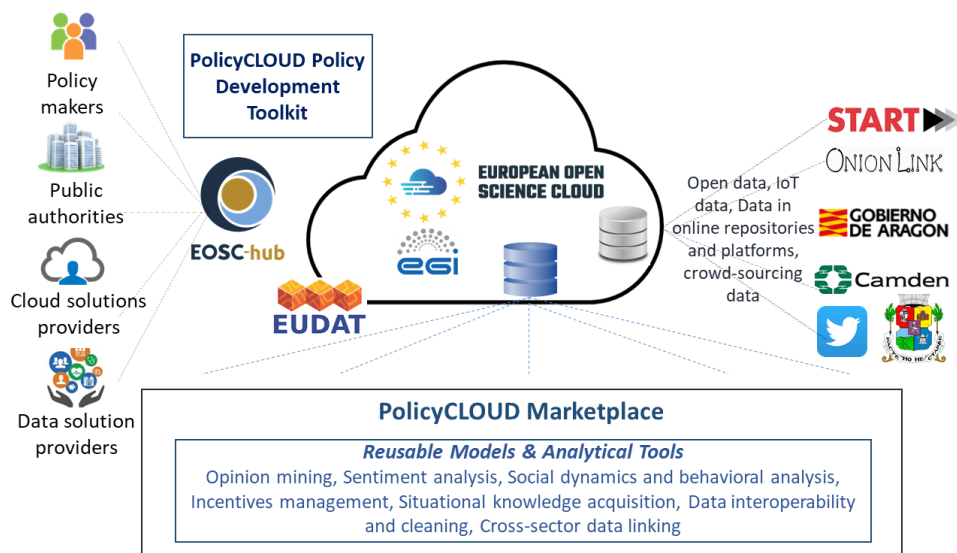 Policy
makers
Public
authorities
Cloud solutions
providers
Data solution
providers
PolicyCLOUD Policy
Development
Toolkit
EOSC-hub
EUROPEAN OPEN
SCIENCE CLOUD
egi
EUDAT
Open data, IoT
data, Data in
online repositories
and platforms,
crowd-sourcing
data
START
ONION LINK
GOBIERNO
DE ARAGON
Camden
PolicyCLOUD Marketplace
Reusable Models & Analytical Tools
Opinion mining, Sentiment analysis, Social dynamics and behavioral analysis,
Incentives management, Situational knowledge acquisition, Data interoperability
and cleaning, Cross-sector data linking